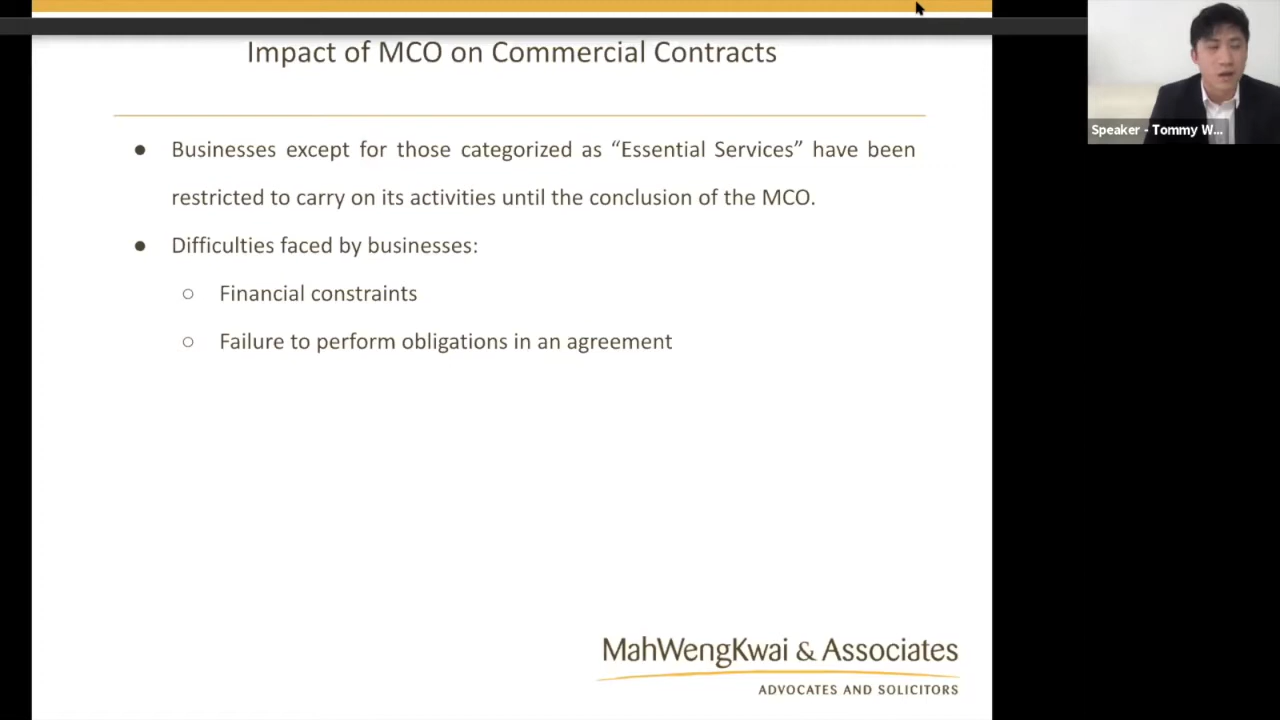 Impact of MCO on Commercial Contracts
● Businesses except for those categorized as “Essential Services” have been
restricted to carry on its activities until the conclusion of the MCO.
● Difficulties faced by businesses:
○ Financial constraints
○ Failure to perform obligations in an agreement
MahWengKwai & Associates
ADVOCATES AND SOLICITORS
Speaker - Tommy W...